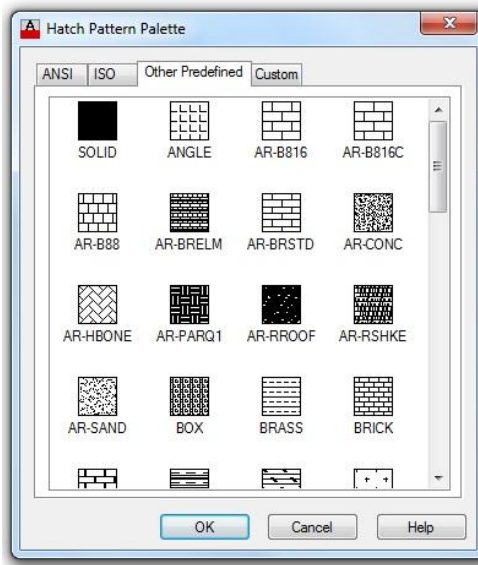 Hatch Pattern Palette
ANSI ISO Other Predefined Custom
SOLID ANGLE AR-B816 AR-B816C
AR-B88 AR-BRELM AR-BRSTD AR-CONC
AR-HBONE AR-PARQ1 AR-RROOF AR-RSHKE
AR-SAND BOX BRASS BRICK
OK Cancel Help